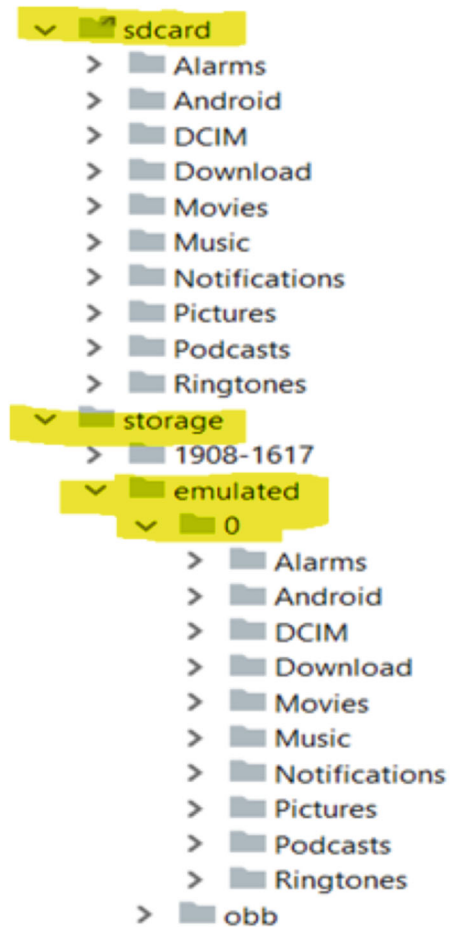 sdcard
Alarms
Android
DCIM
Download
Movies
Music
Notifications
Pictures
Podcasts
Ringtones
storage
1908-1617
emulated
0
Alarms
Android
DCIM
Download
Movies
Music
Notifications
Pictures
Podcasts
Ringtones
obb